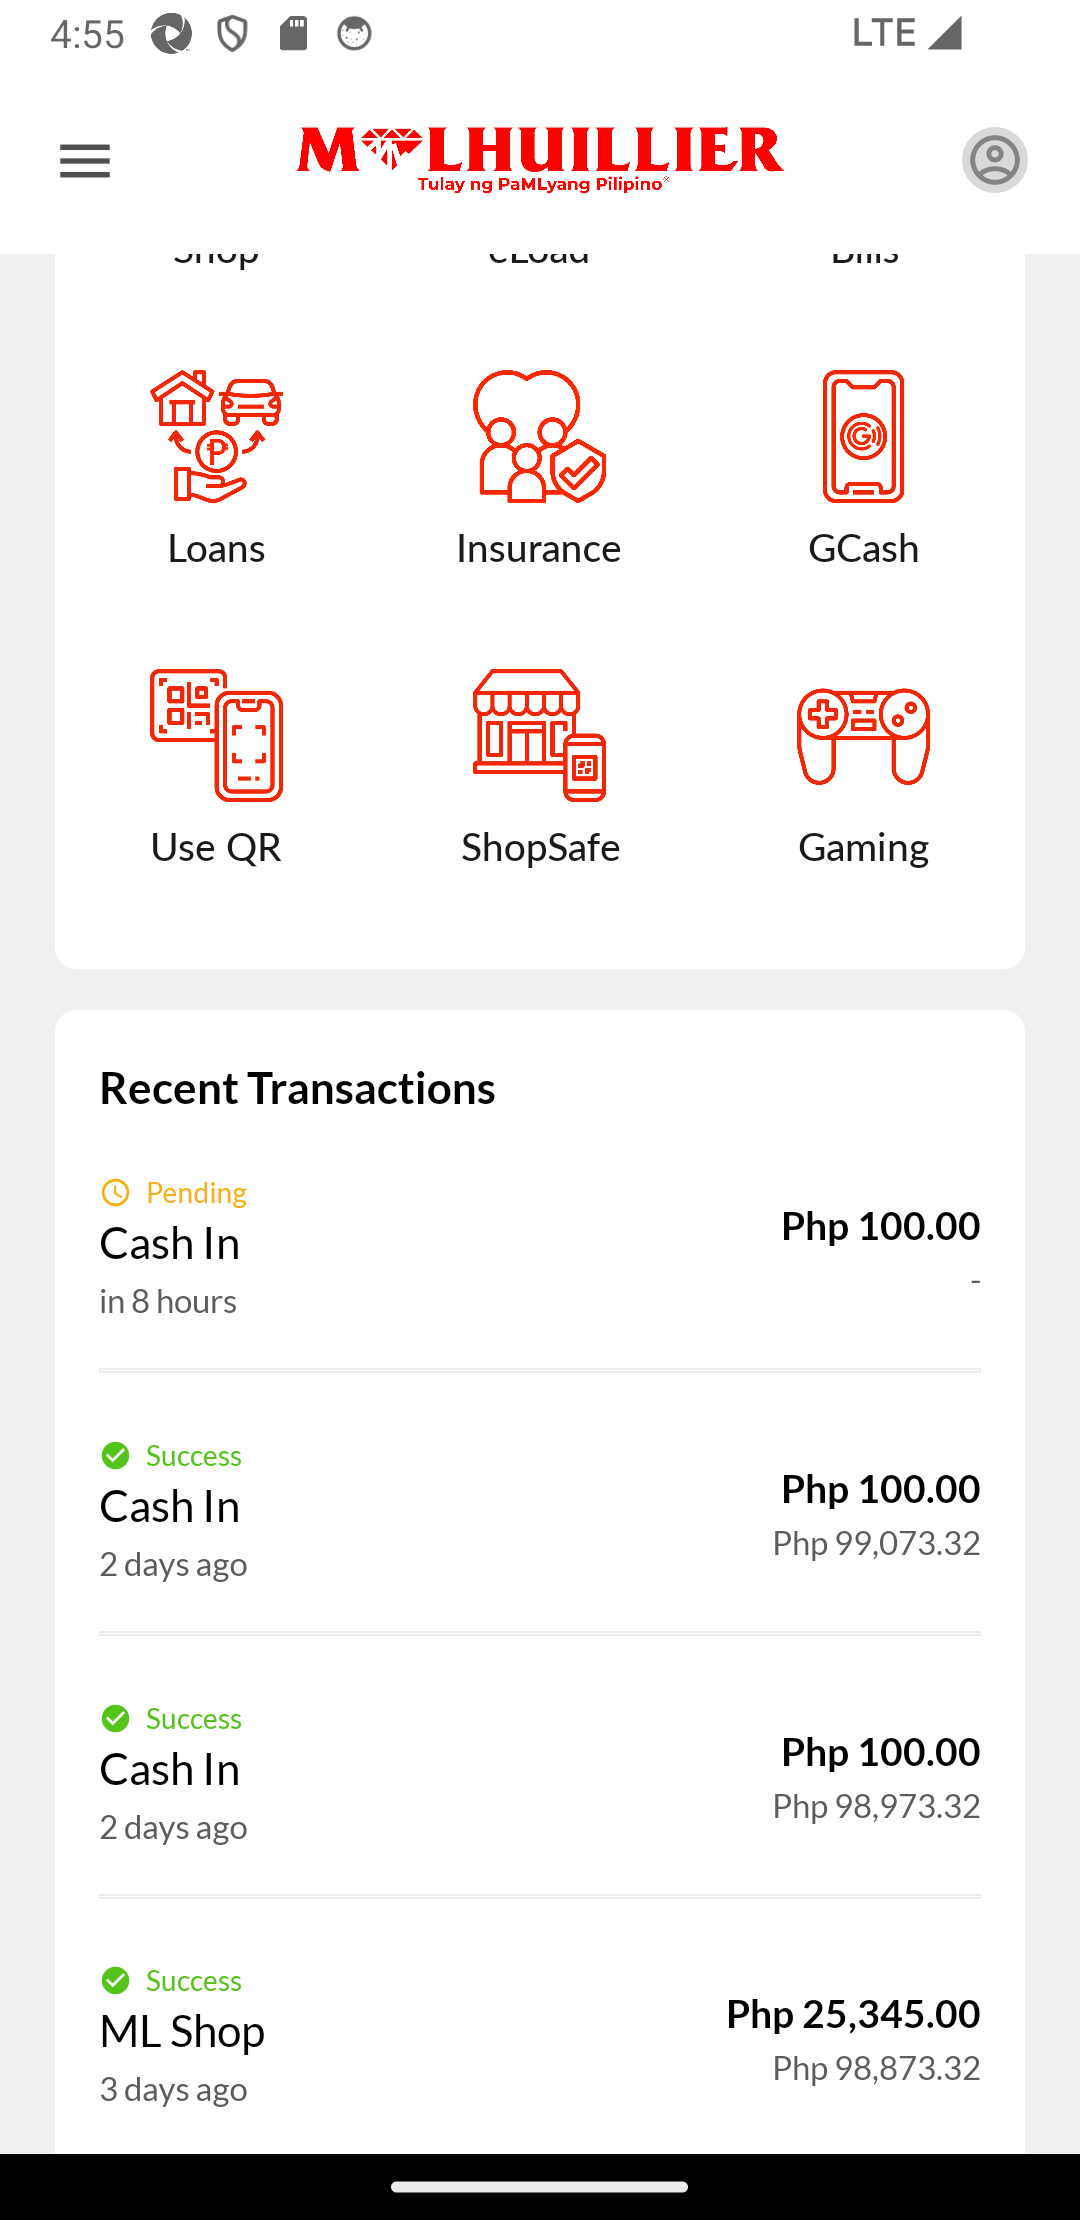 4:55 LTE
M LHUILLIER
Tulay ng PaMLyang Pilipino
Shop eLoad Bills
Loans Insurance GCash
Use QR ShopSafe Gaming
Recent Transactions
Pending
Cash In Php 100.00
in 8 hours -
Success
Cash In Php 100.00
2 days ago Php 99,073.32
Success
Cash In Php 100.00
2 days ago Php 98,973.32
Success
ML Shop Php 25,345.00
3 days ago Php 98,873.32